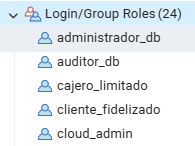 Login/Group Roles (24)
administrador_db
auditor_db
cajero_limitado
cliente_fidelizado
cloud_admin